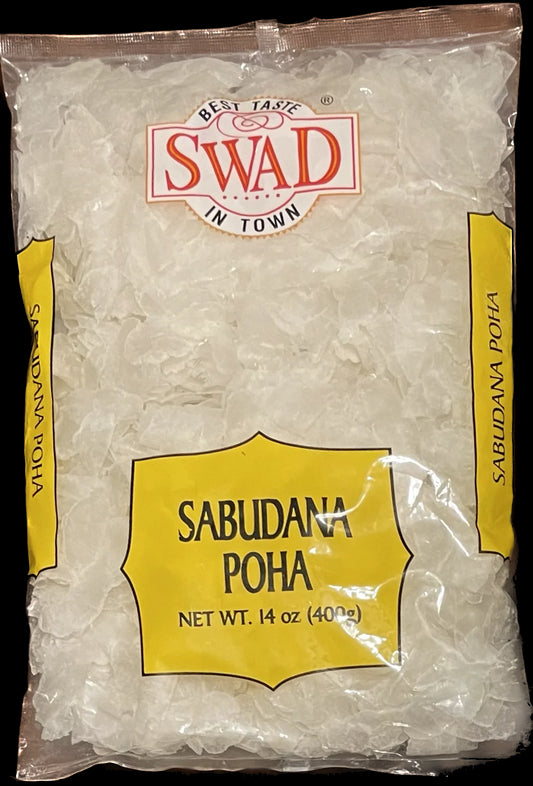 BEST TASTE
®
SWAD
IN TOWN
SABUDANA POHA
SABUDANA POHA
SABUDANA
POHA
NET WT. 14 oz (400g)